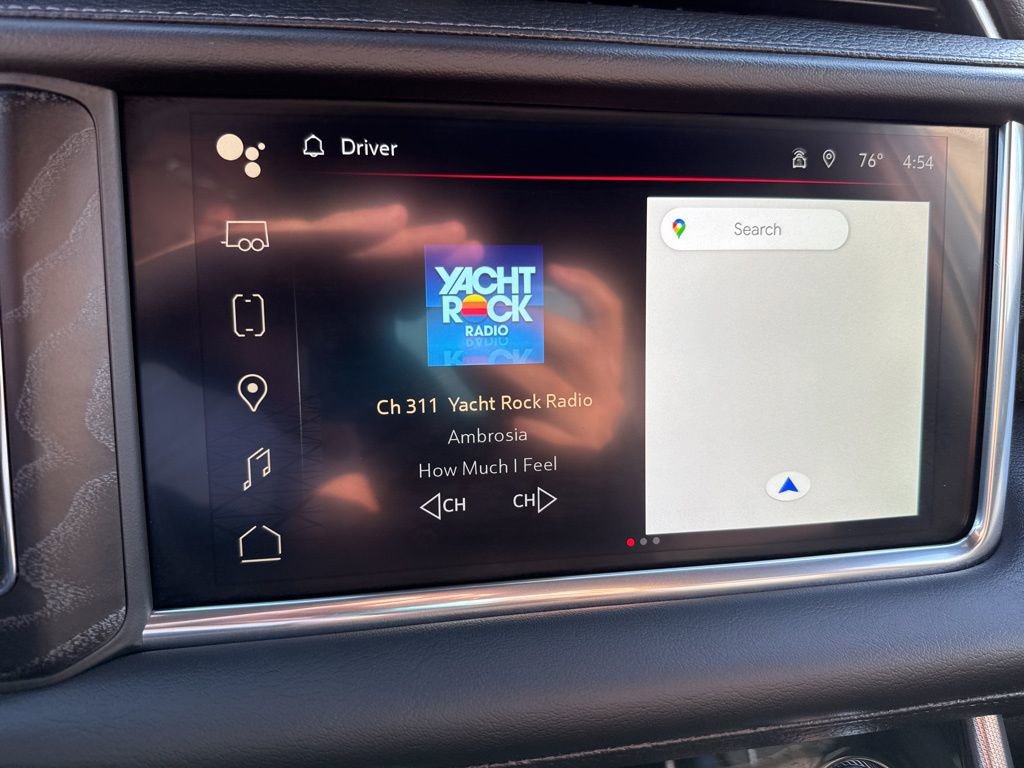 Driver
76° 4:54
Search
YACHT
ROCK
RADIO
Ch 311 Yacht Rock Radio
Ambrosia
How Much I Feel
CH CH